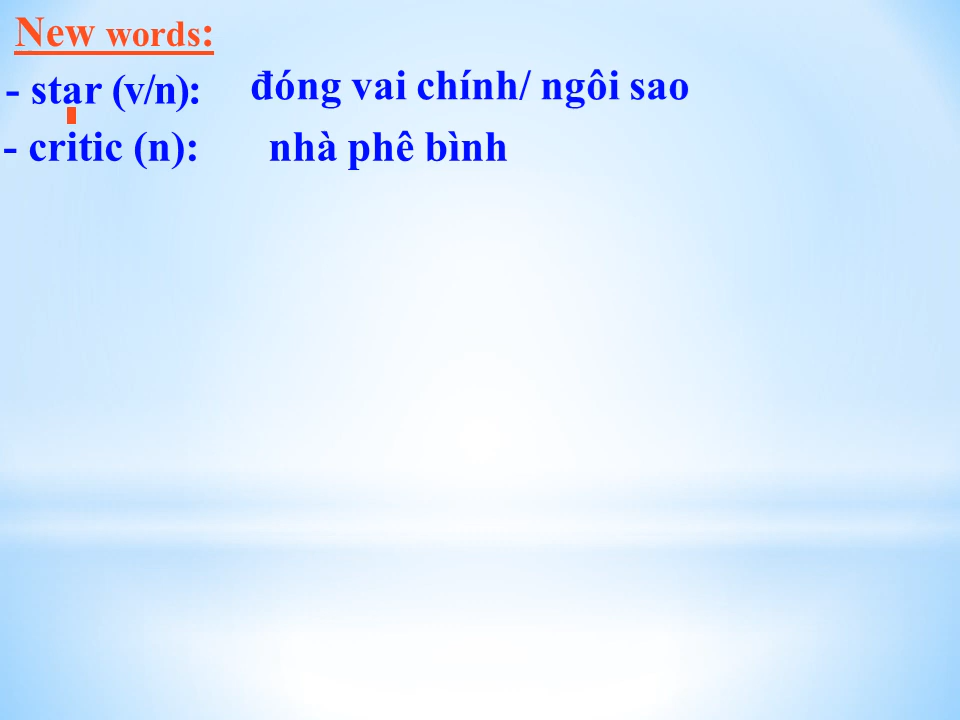 New words:
- star (v/n): đóng vai chính/ ngôi sao
- critic (n): nhà phê bình